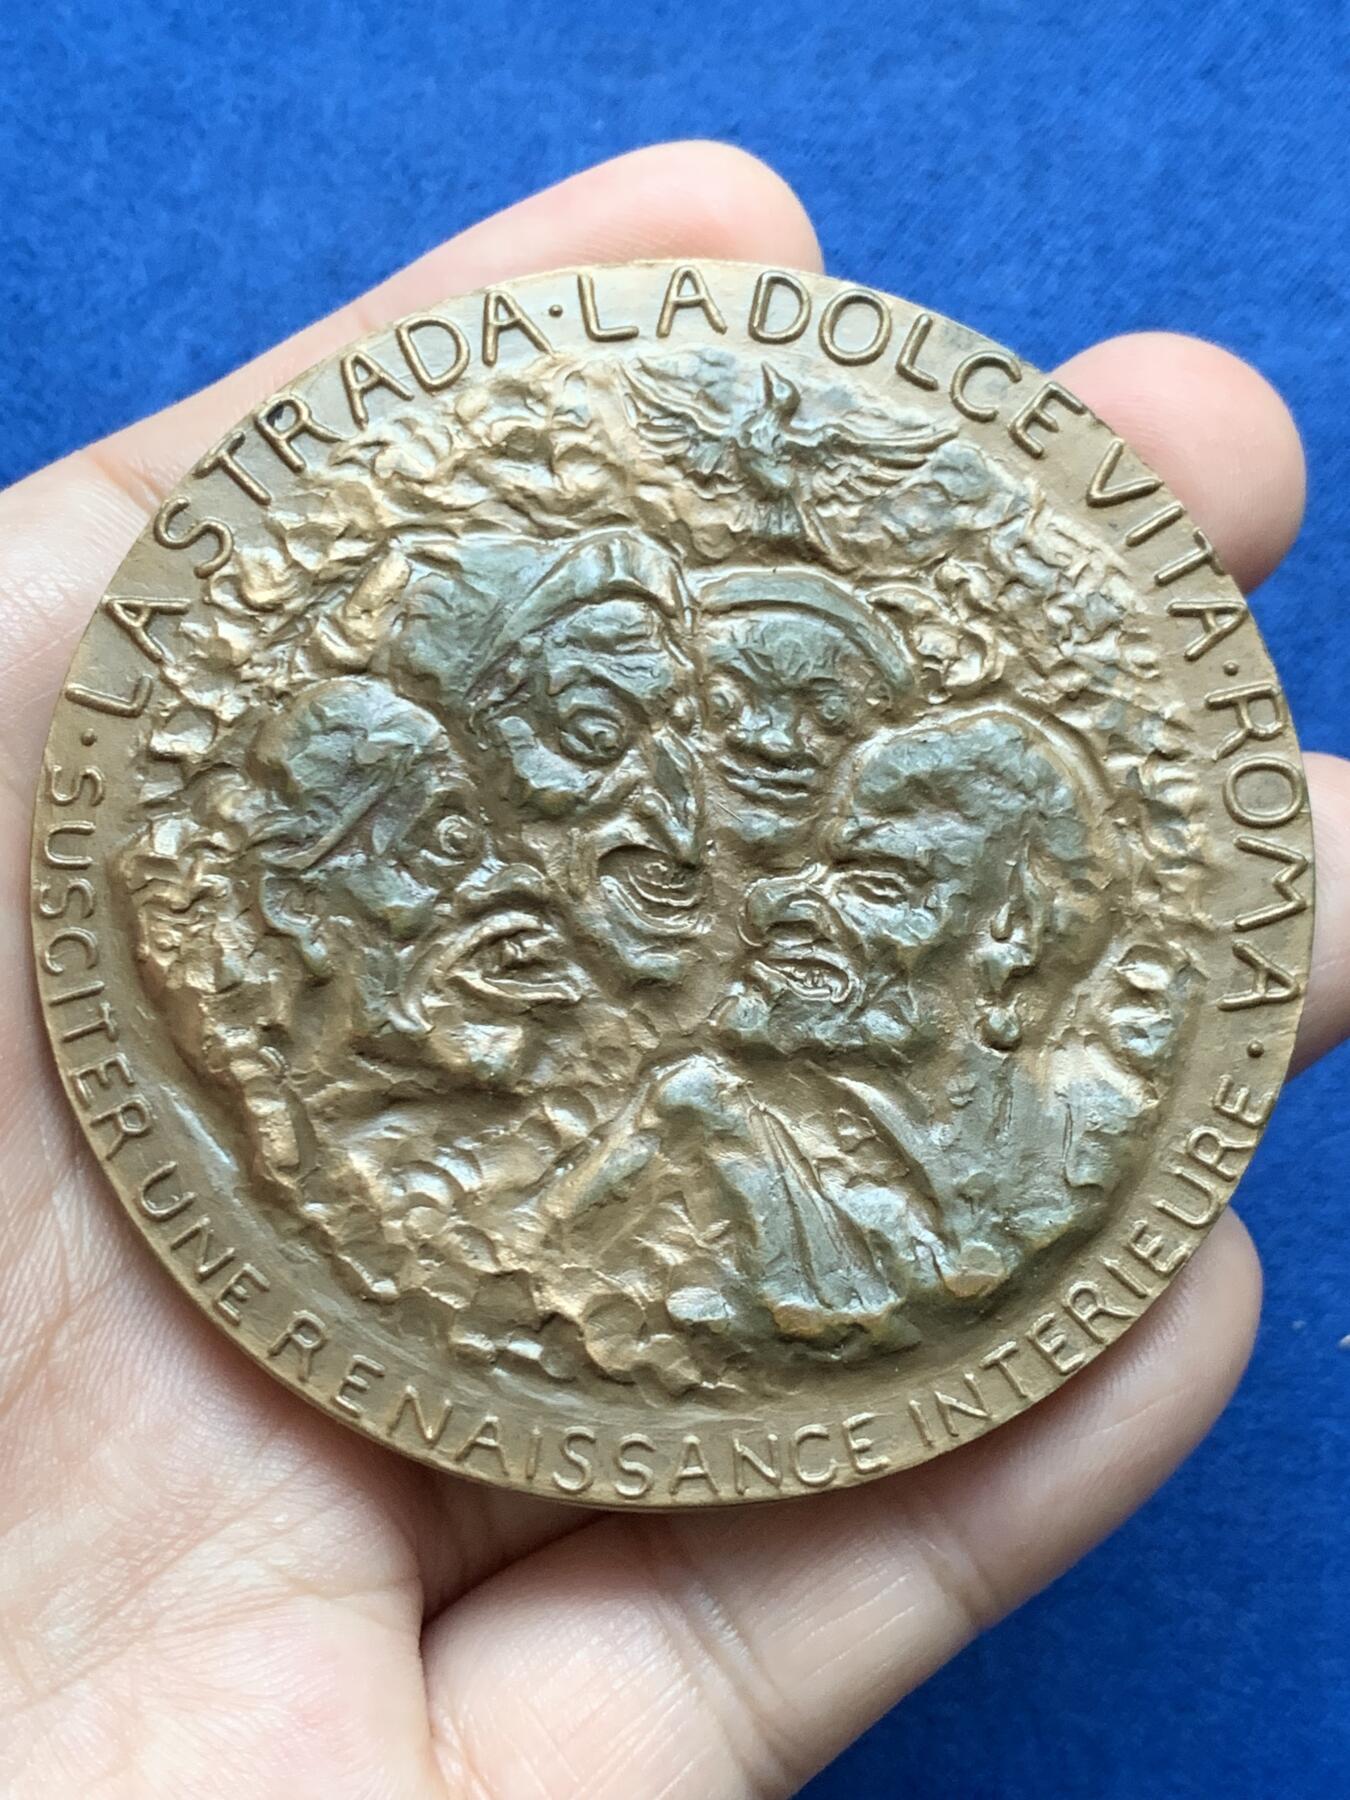 · LA STRADA · LA DOLCE VITA · ROMA ·
SUSCITER UNE RENAISSANCE INTERIEURE